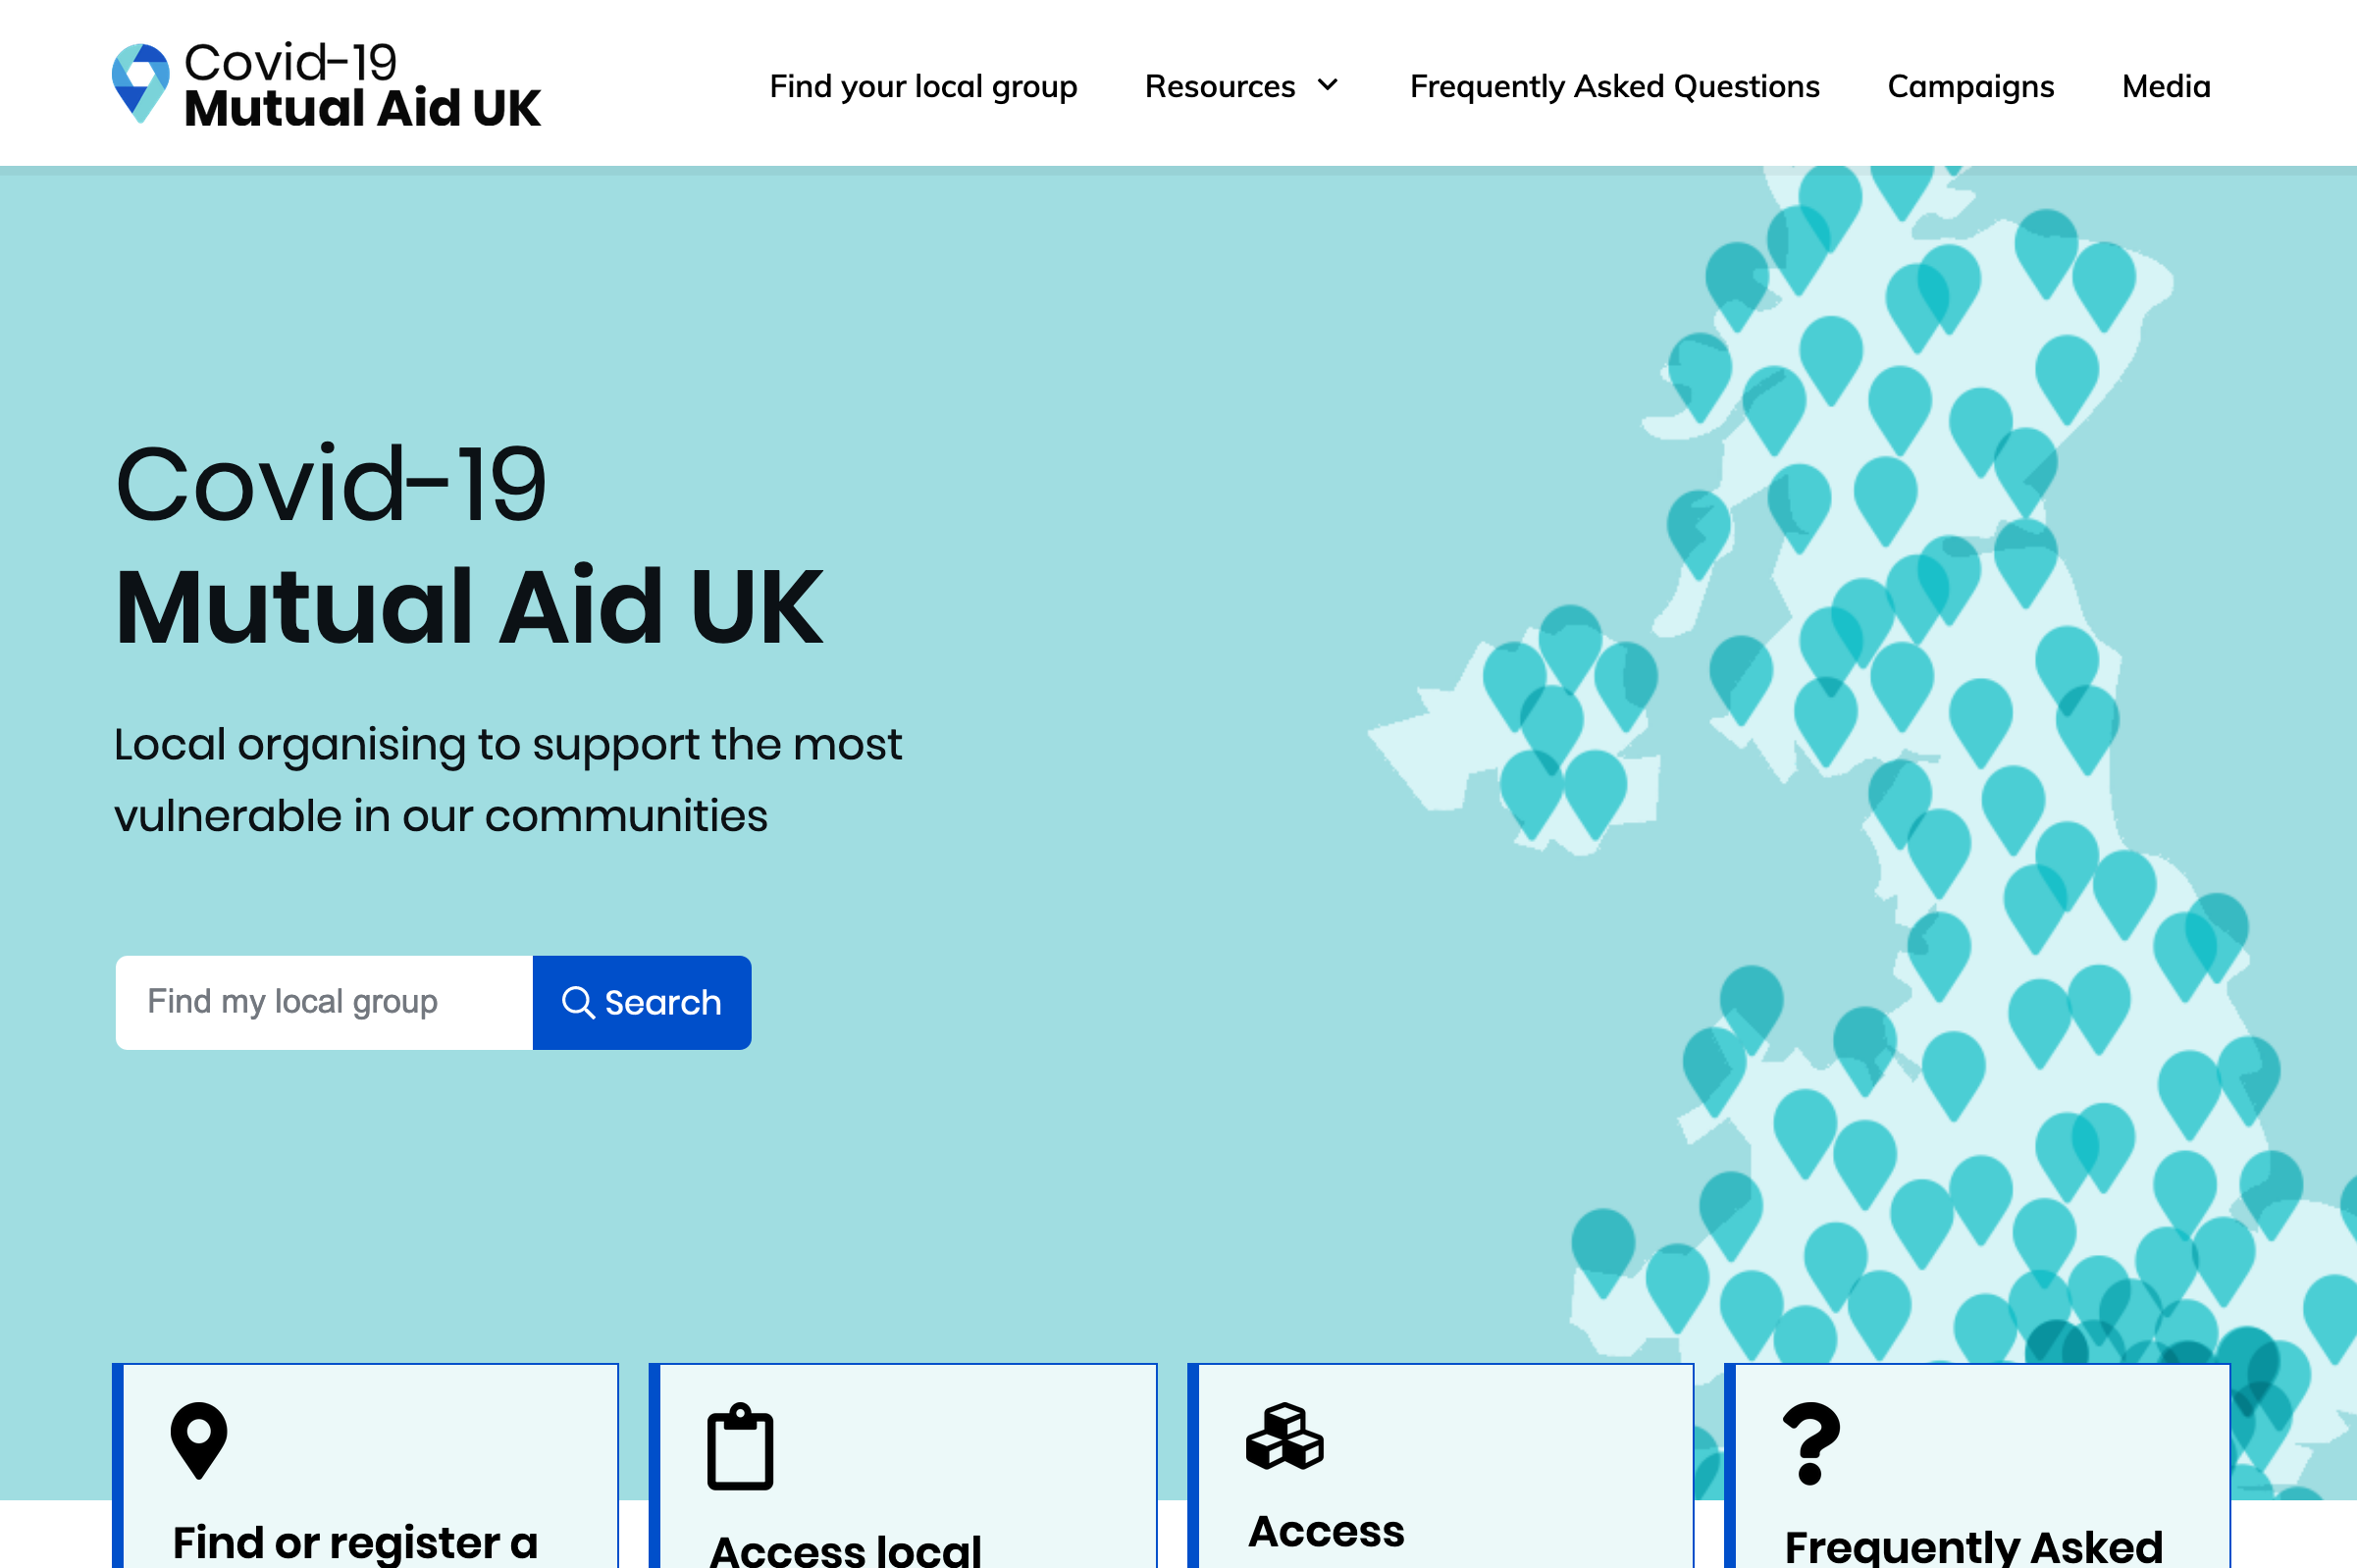 Covid-19
Mutual Aid UK
Find your local group
Resources
Frequently Asked Questions
Campaigns
Media
Covid-19
Mutual Aid UK
Local organising to support the most
vulnerable in our communities
Find my local group
Search
Find or register a
Access local
Access
Frequently Asked